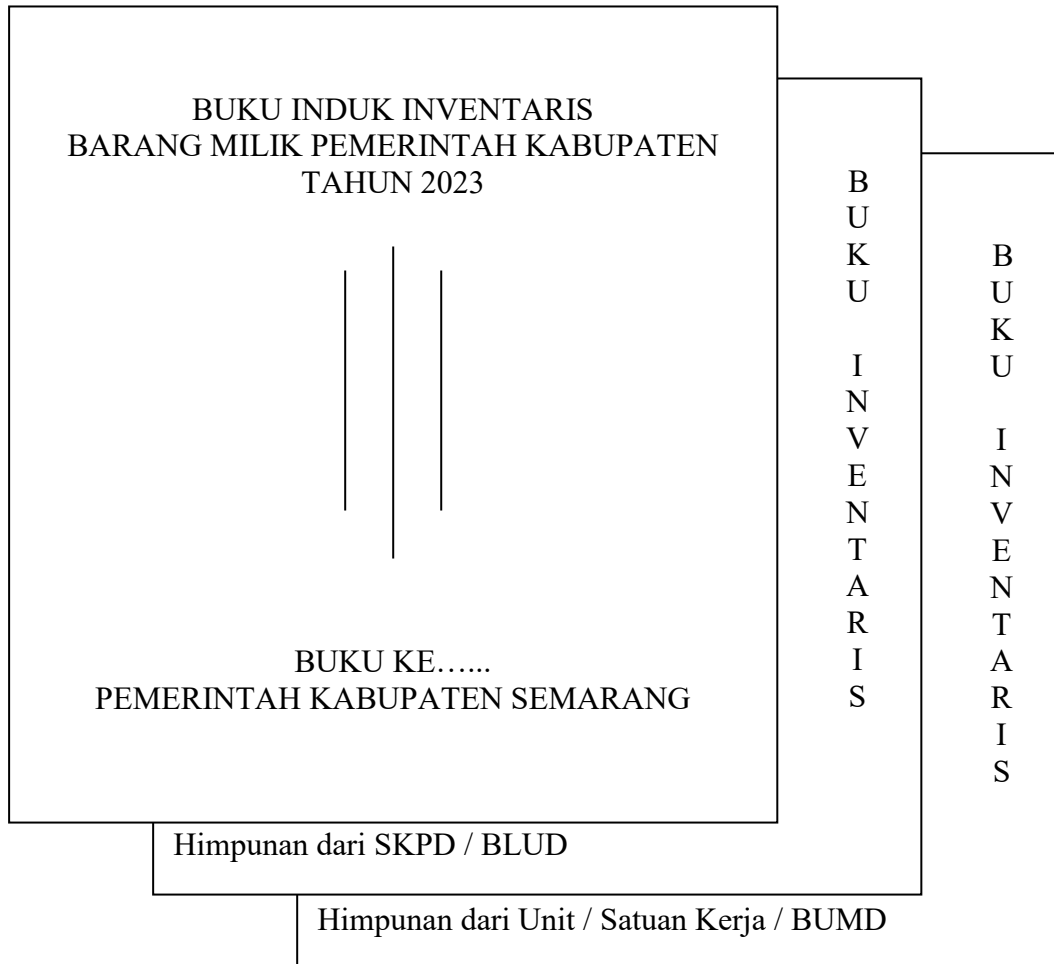 BUKU INDUK INVENTARIS
BARANG MILIK PEMERINTAH KABUPATEN
TAHUN 2023
BUKU KE…...
PEMERINTAH KABUPATEN SEMARANG
Himpunan dari SKPD / BLUD
BUKU INVENTARIS
Himpunan dari Unit / Satuan Kerja / BUMD
BUKU INVENTARIS